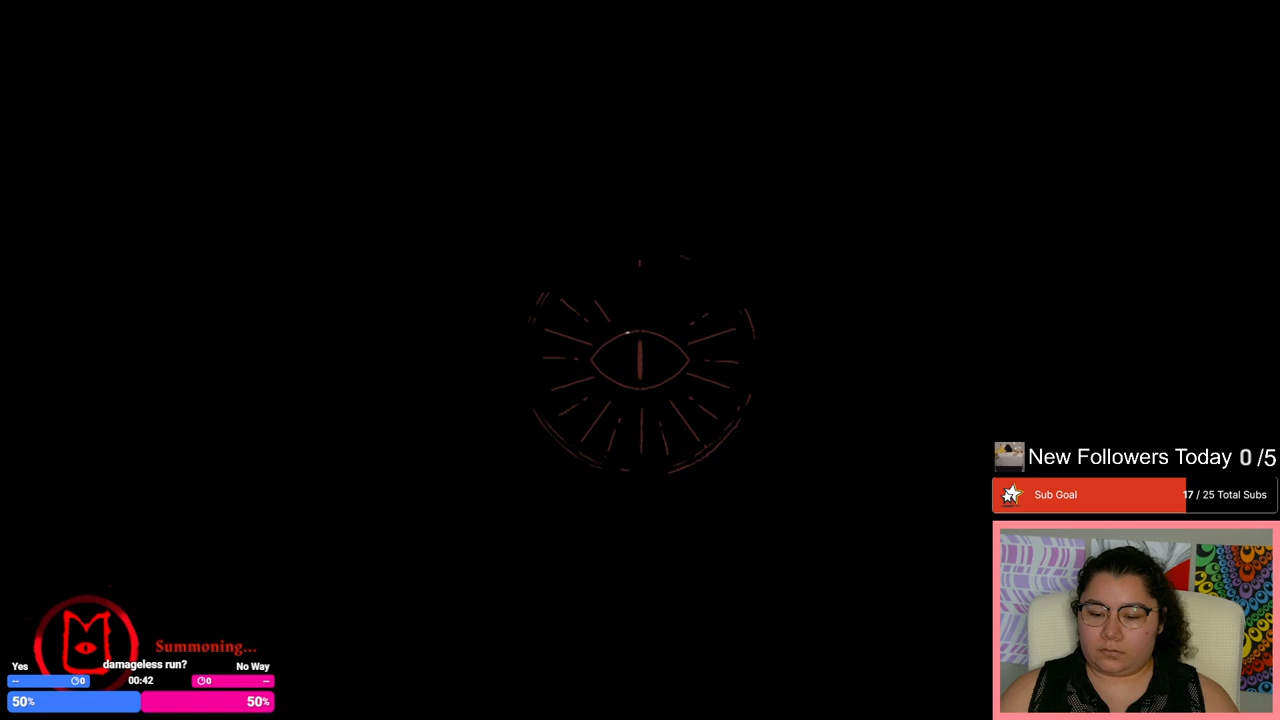 New Followers Today 0 /5
Sub Goal 17 / 25 Total Subs
Summoning...
Yes damageless run? No Way
-- 0 00:42 0 --
50% 50%